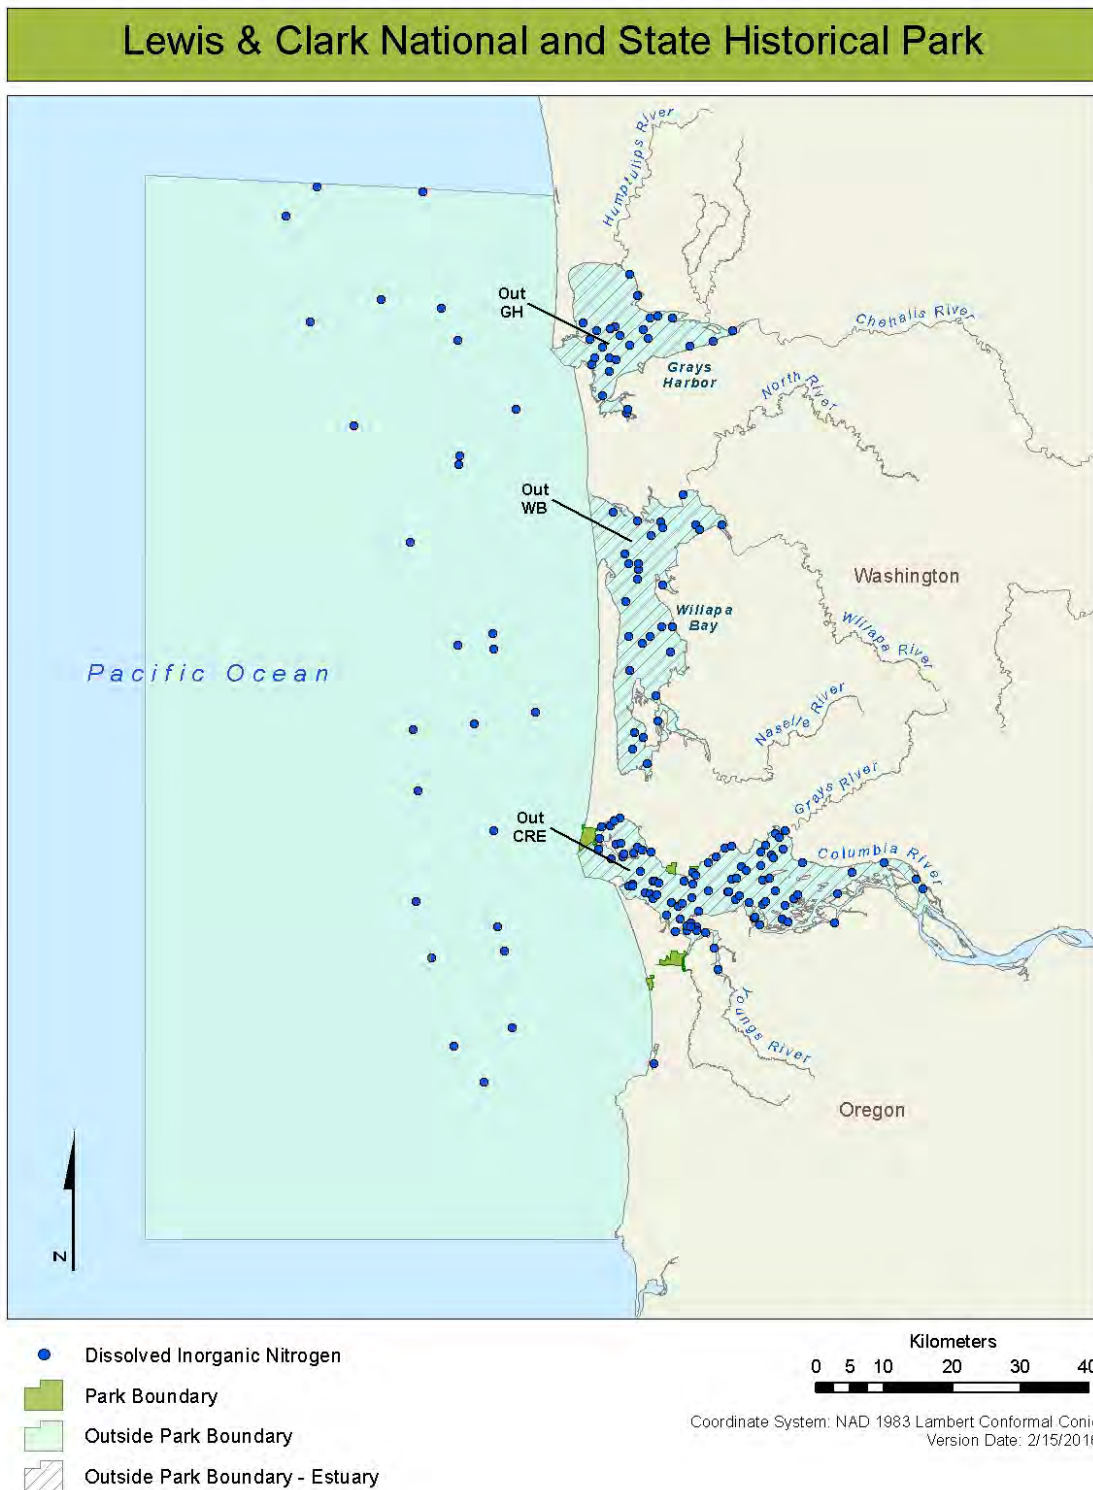 Lewis & Clark National and State Historical Park
Humptulips River
Out
GH
Chehalis River
Grays
Harbor
North River
Out
WB
Washington
Willapa
Bay
Willapa River
Pacific Ocean
Naselle River
Grays River
Out
CRE
Columbia River
Youngs River
Oregon
N
Dissolved Inorganic Nitrogen
Park Boundary
Outside Park Boundary
Outside Park Boundary - Estuary
Kilometers
0 5 10 20 30 40
Coordinate System: NAD 1983 Lambert Conformal Conic
Version Date: 2/15/2016